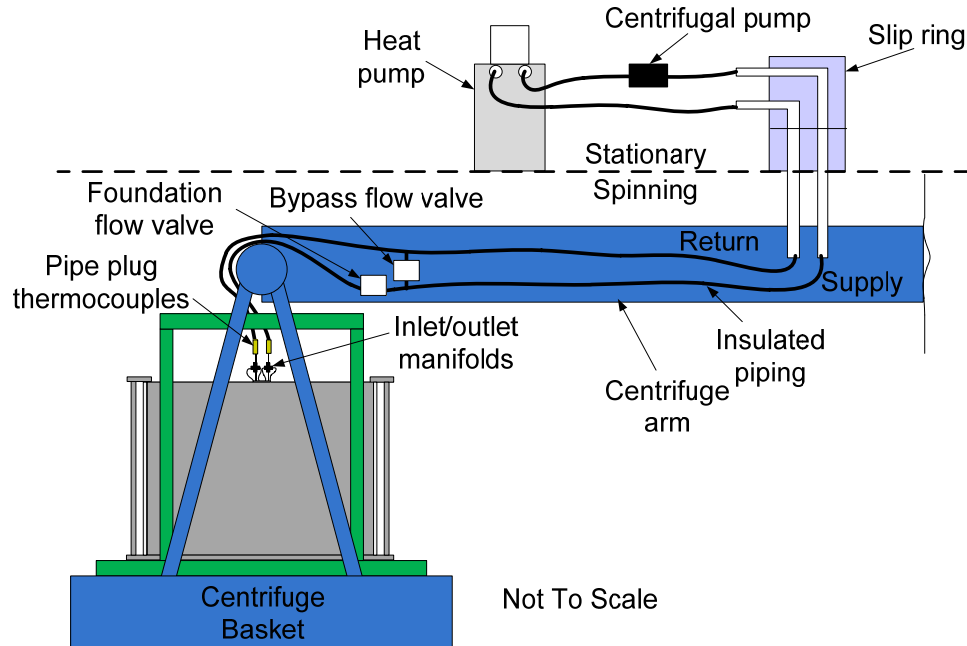 Centrifugal pump
Heat
pump
Slip ring
Stationary
Spinning
Foundation
flow valve
Bypass flow valve
Return
Supply
Pipe plug
thermocouples
Inlet/outlet
manifolds
Insulated
piping
Centrifuge
arm
Centrifuge
Basket
Not To Scale